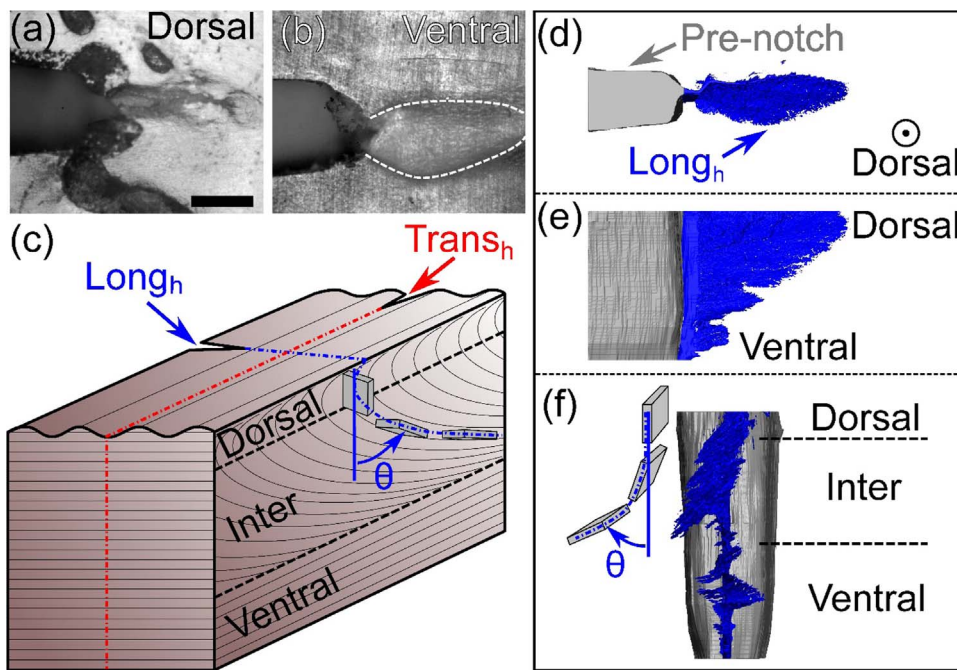 (a) Dorsal
(b) Ventral
(c)
Long_h
Trans_h
Dorsal
Inter
Ventral
θ
(d)
Pre-notch
Long_h
Dorsal
(e)
Dorsal
Ventral
(f)
θ
Dorsal
Inter
Ventral